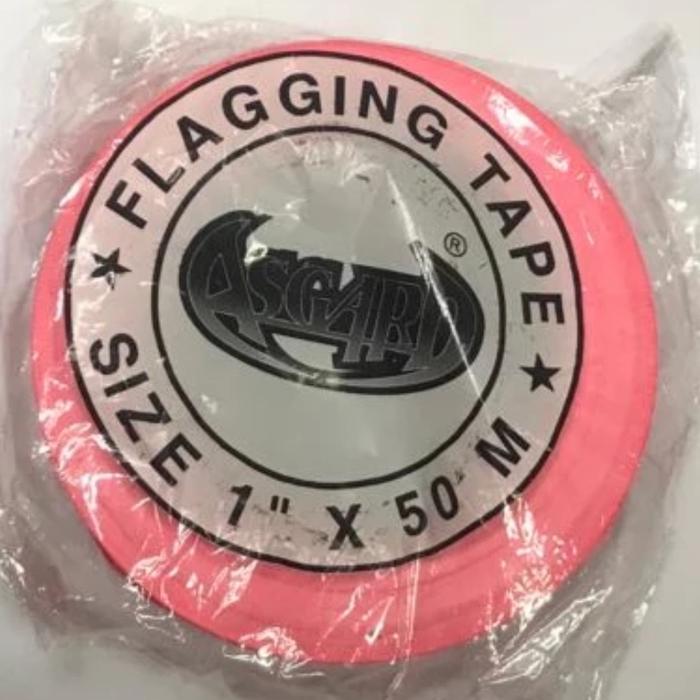 FLAGGING TAPE
ASGARD ®
★ SIZE 1" X 50 M ★